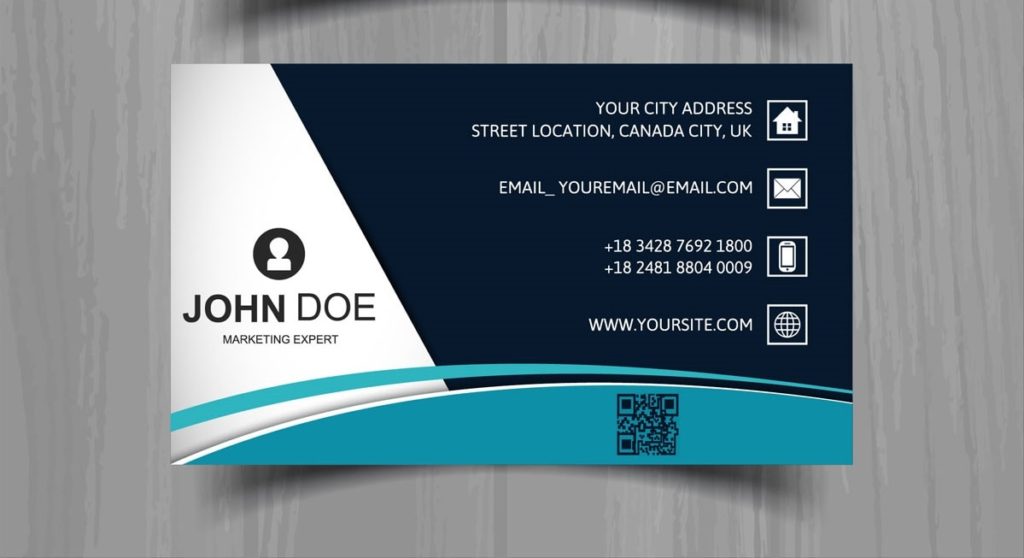 JOHN DOE
MARKETING EXPERT
YOUR CITY ADDRESS
STREET LOCATION, CANADA CITY, UK
EMAIL_ YOUREMAIL@EMAIL.COM
+18 3428 7692 1800
+18 2481 8804 0009
WWW.YOURSITE.COM